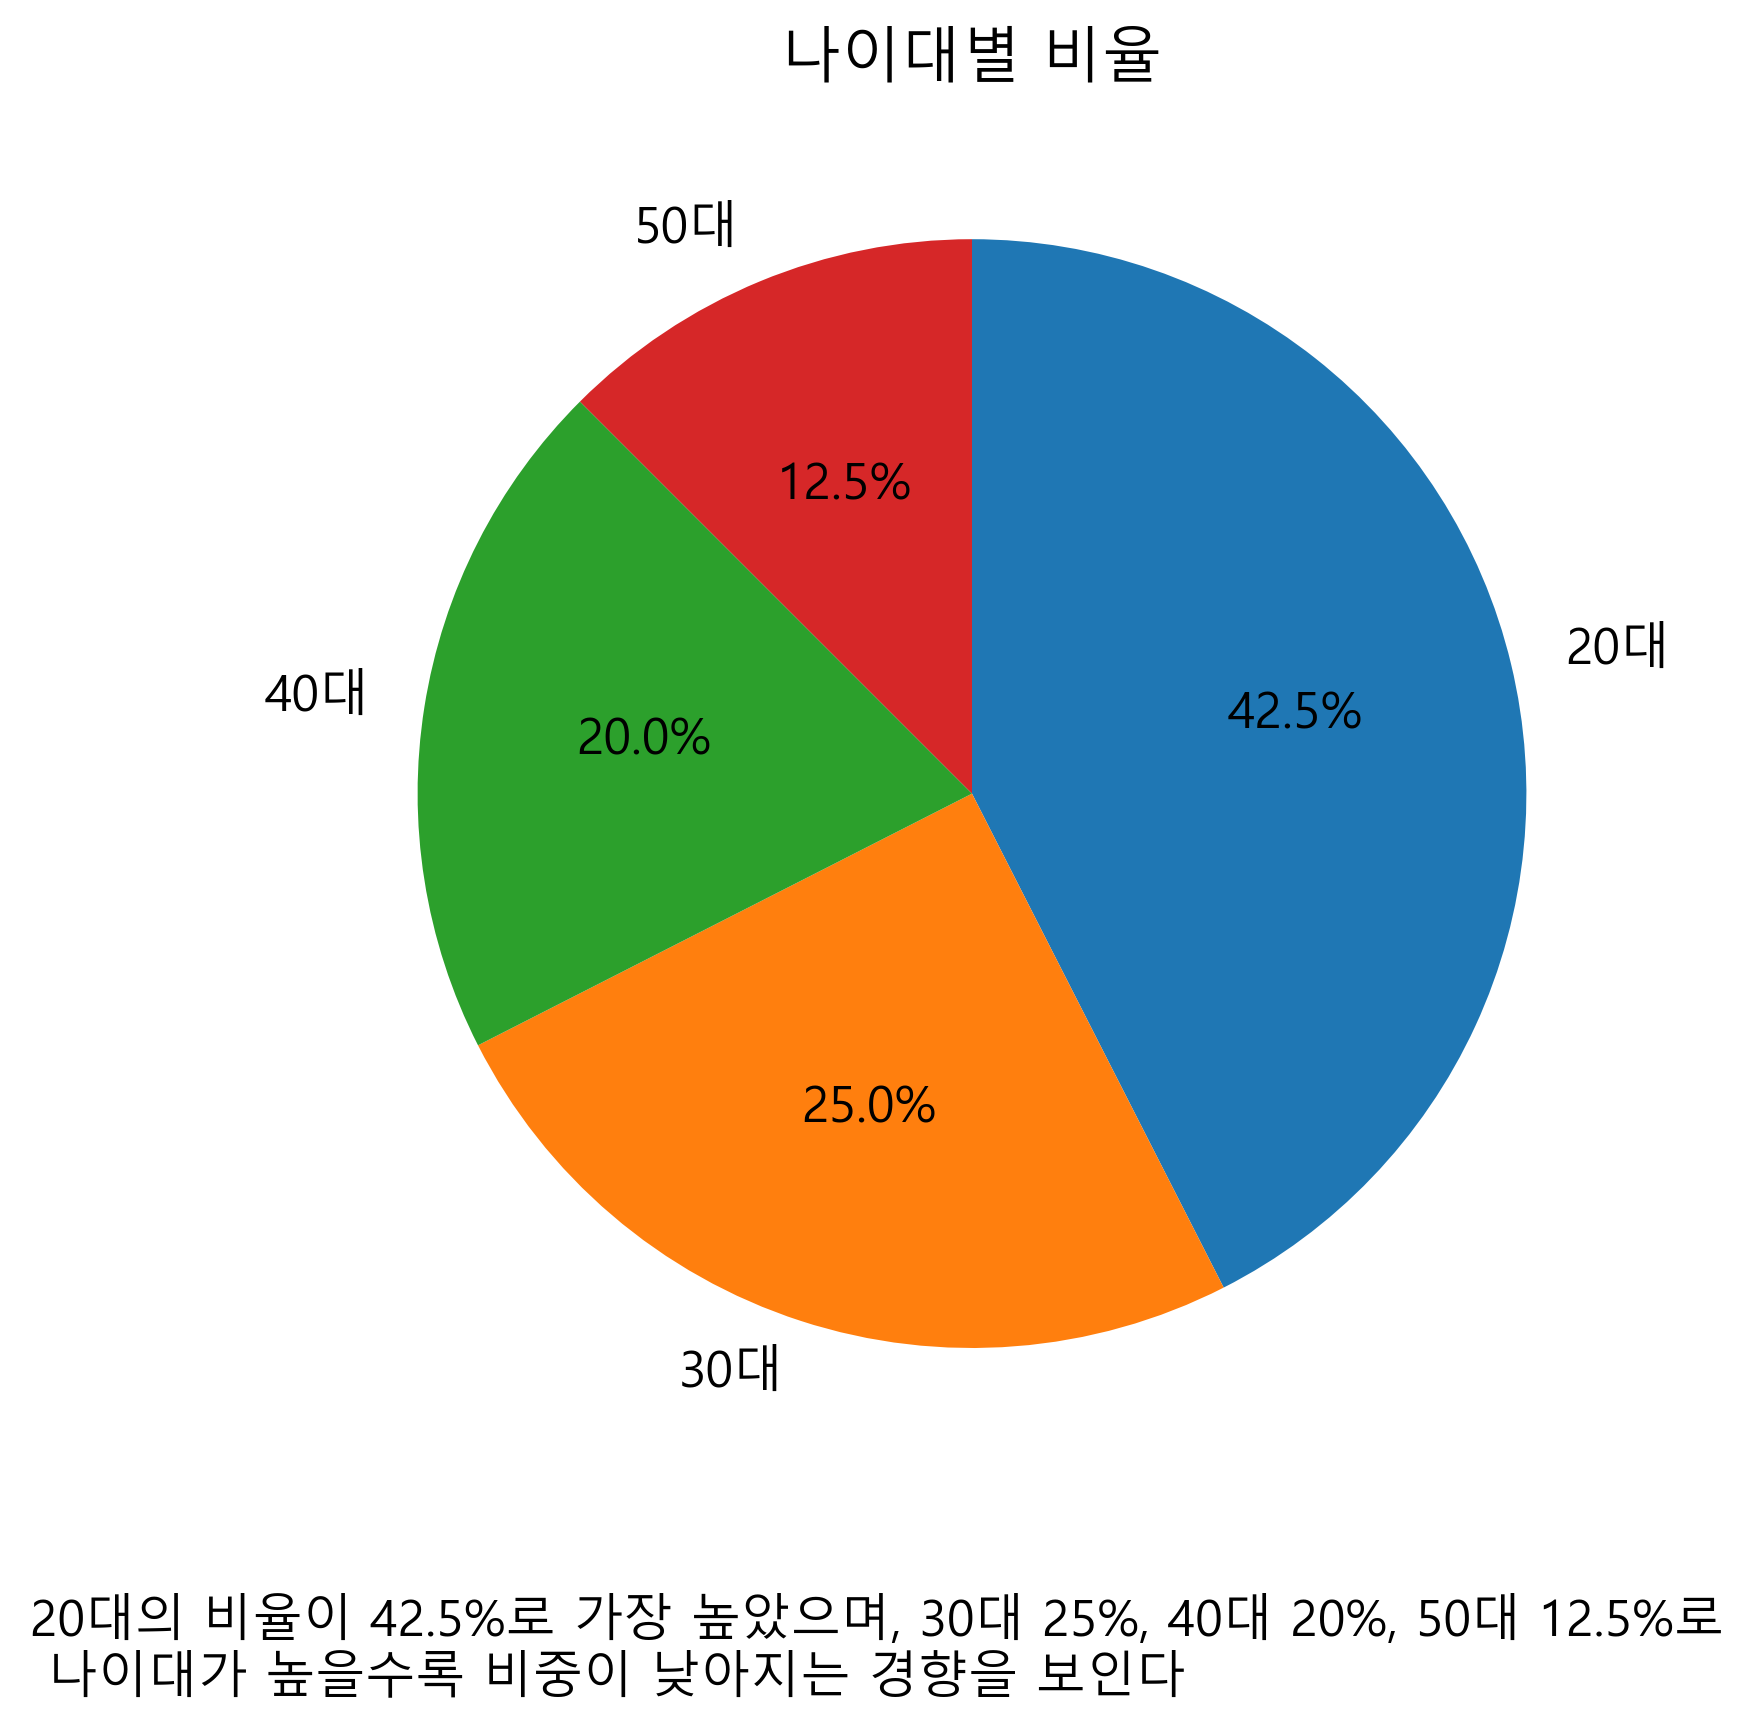 나이대별 비율
50대
12.5%
20대
42.5%
40대
20.0%
25.0%
30대
20대의 비율이 42.5%로 가장 높았으며, 30대 25%, 40대 20%, 50대 12.5%로
나이대가 높을수록 비중이 낮아지는 경향을 보인다